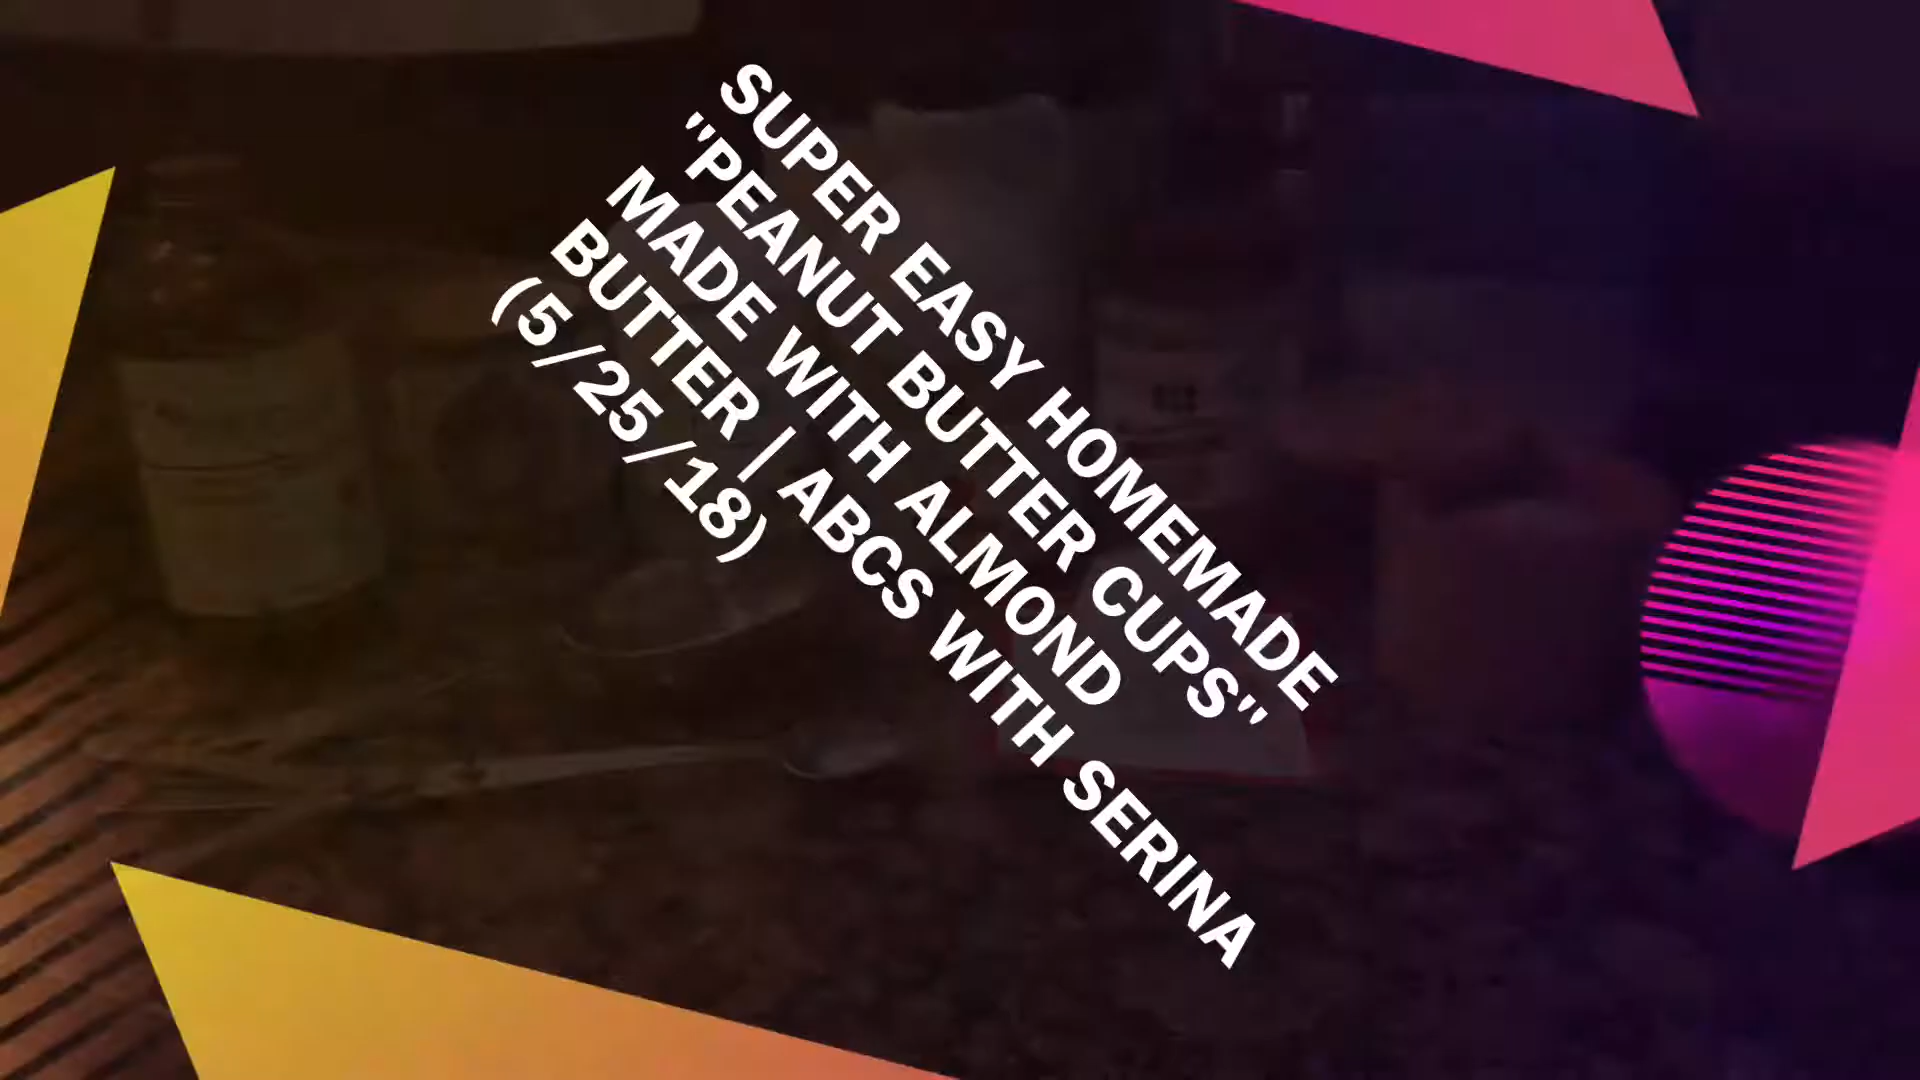 SUPER EASY HOMEMADE
"PEANUT BUTTER CUPS"
MADE WITH ALMOND
BUTTER | ABCS WITH SERINA
(5/25/18)